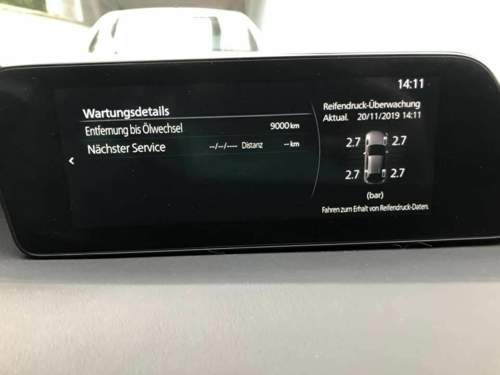 14:11
Wartungsdetails
Entfernung bis Ölwechsel 9000 km
Nächster Service --/--/---- Distanz -- km
Reifendruck-Überwachung
Aktual. 20/11/2019 14:11
2.7 2.7
2.7 2.7
(bar)
Fahren zum Erhalt von Reifendruck-Daten.